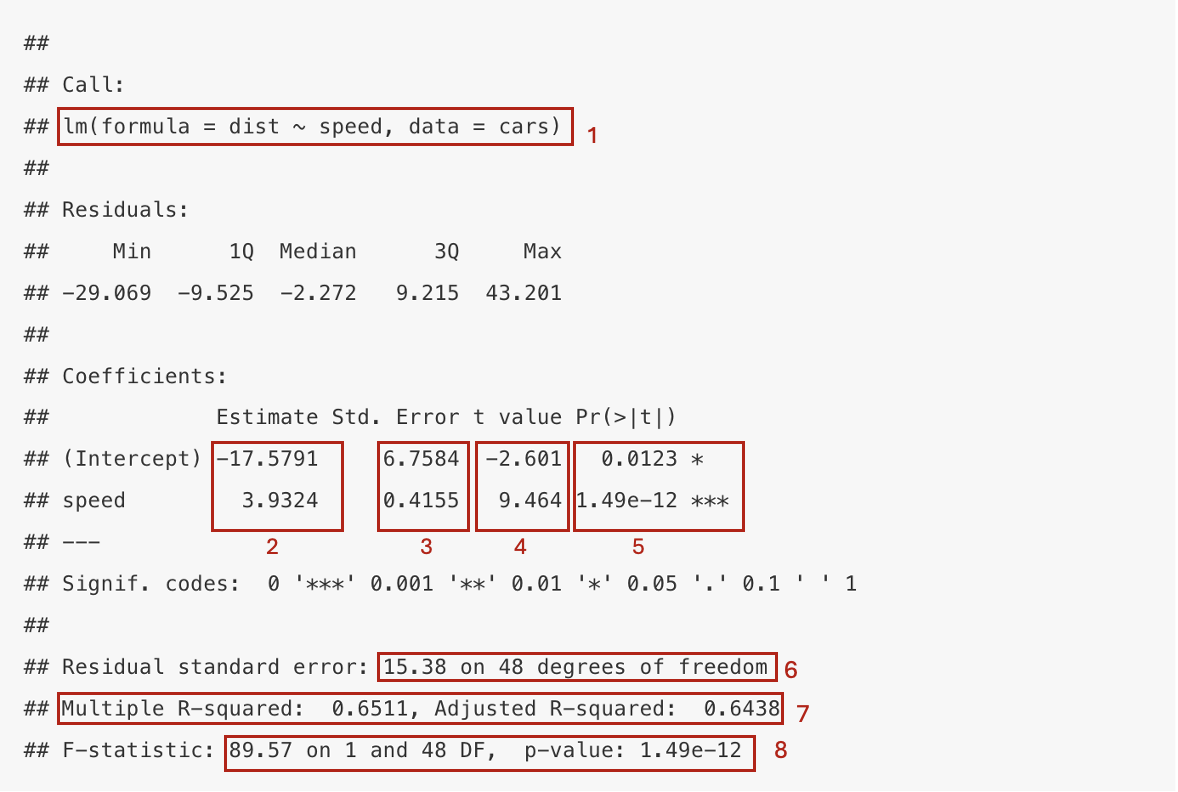 ##
## Call:
## lm(formula = dist ~ speed, data = cars) 1
##
## Residuals:
##     Min      1Q  Median      3Q     Max
## -29.069  -9.525  -2.272   9.215  43.201
##
## Coefficients:
##             Estimate Std. Error t value Pr(>|t|)
## (Intercept) -17.5791     6.7584  -2.601   0.0123 *
## speed         3.9324     0.4155   9.464 1.49e-12 ***
## --- 2 3 4 5
## Signif. codes:  0 '***' 0.001 '**' 0.01 '*' 0.05 '.' 0.1 ' ' 1
##
## Residual standard error: 15.38 on 48 degrees of freedom 6
## Multiple R-squared:  0.6511, Adjusted R-squared:  0.6438 7
## F-statistic: 89.57 on 1 and 48 DF,  p-value: 1.49e-12 8